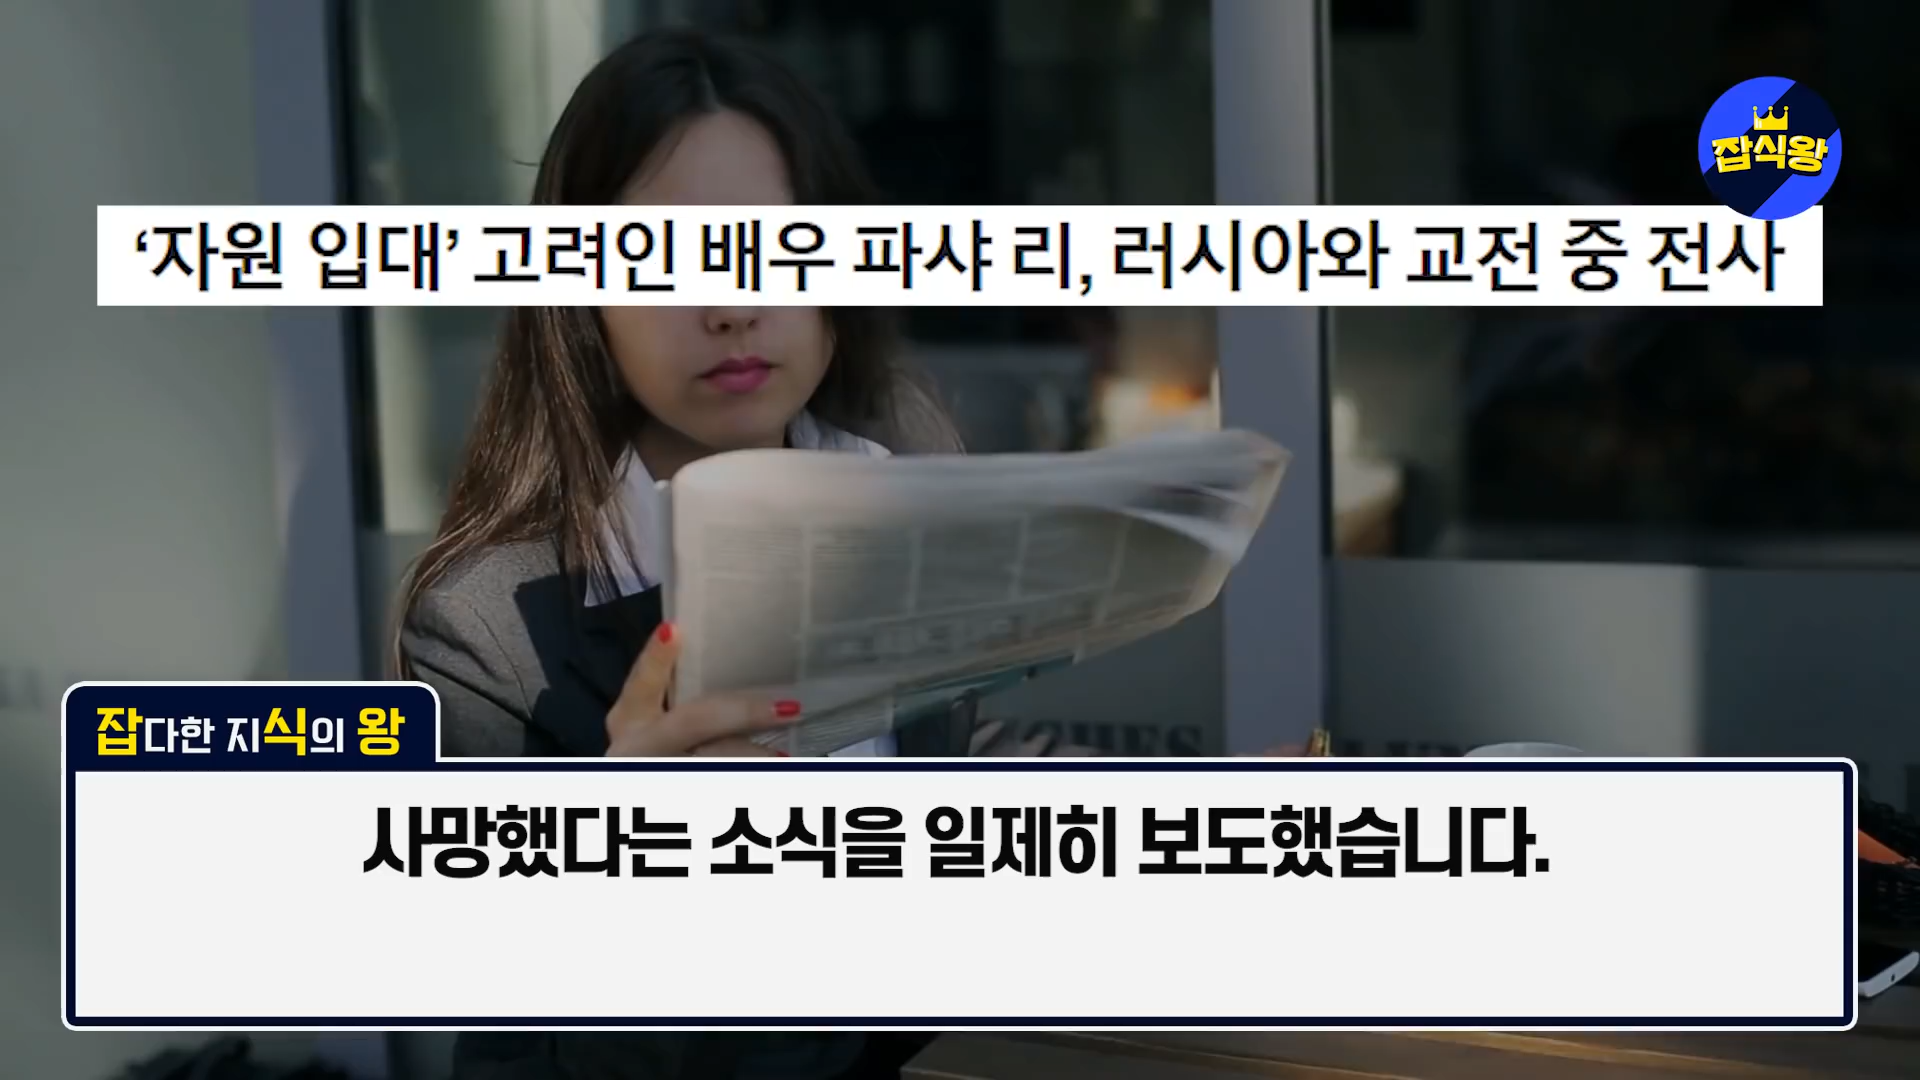 잡식왕
‘자원 입대’ 고려인 배우 파샤 리, 러시아와 교전 중 전사
잡다한 지식의 왕
사망했다는 소식을 일제히 보도했습니다.